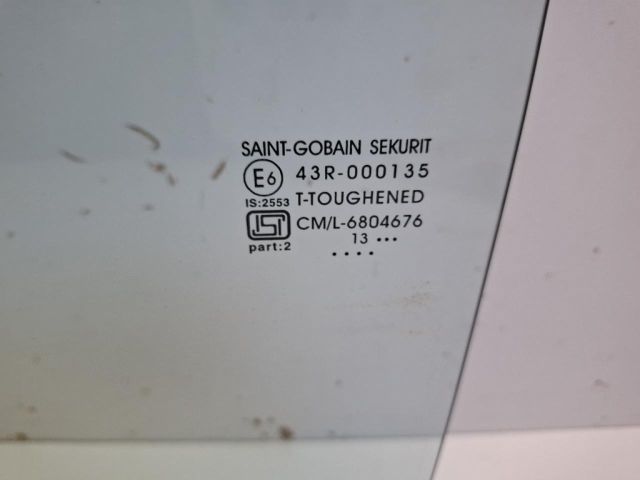 SAINT-GOBAIN SEKURIT
E6 43R-000135
IS:2553 T-TOUGHENED
ISI CM/L-6804676
13 •••
part:2 ••••